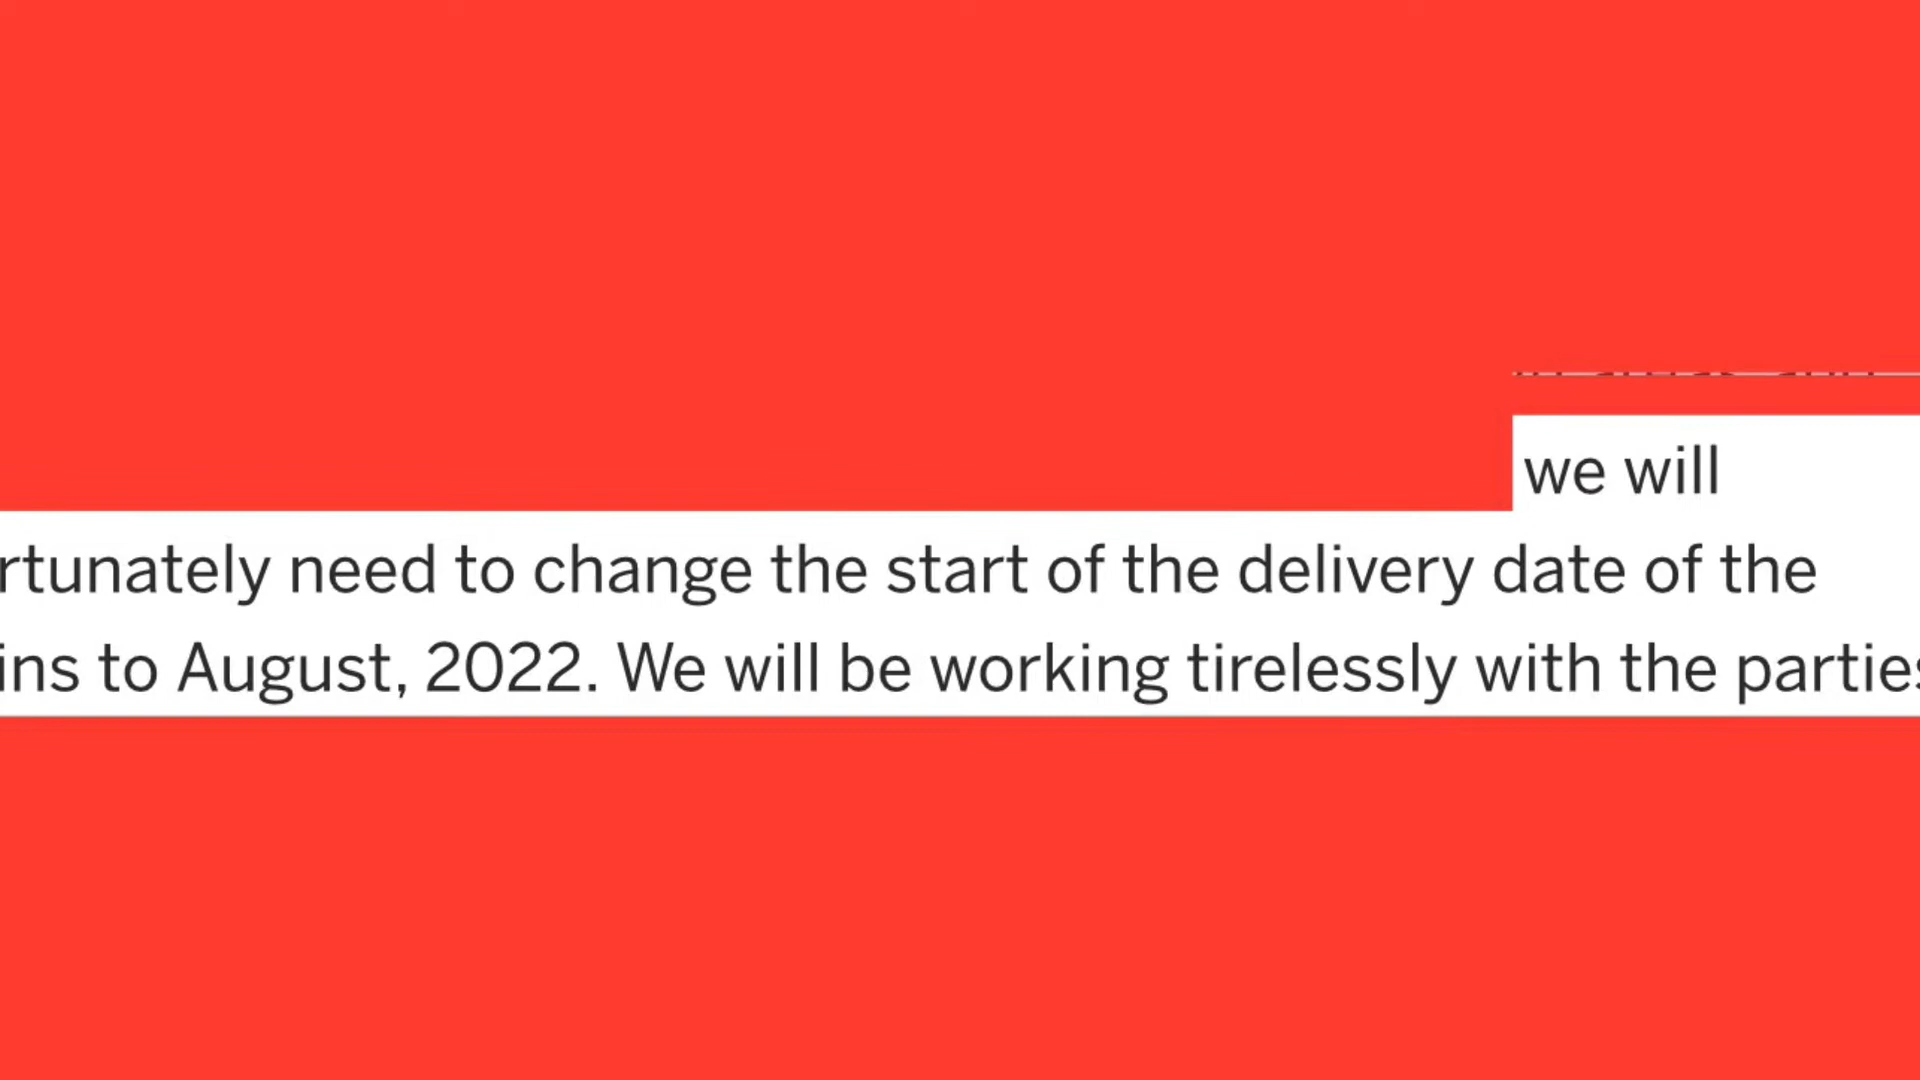 we will
rtunately need to change the start of the delivery date of the
ins to August, 2022. We will be working tirelessly with the parties